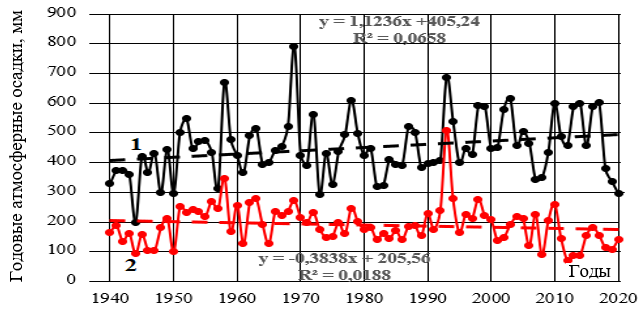 Годовые атмосферные осадки, мм
900
800
700
600
500
400
300
200
100
0
y = 1,1236x +405,24
R² = 0,0658
1
2
y = -0,3838x + 205,56
R² = 0,0188
Годы
1940 1950 1960 1970 1980 1990 2000 2010 2020